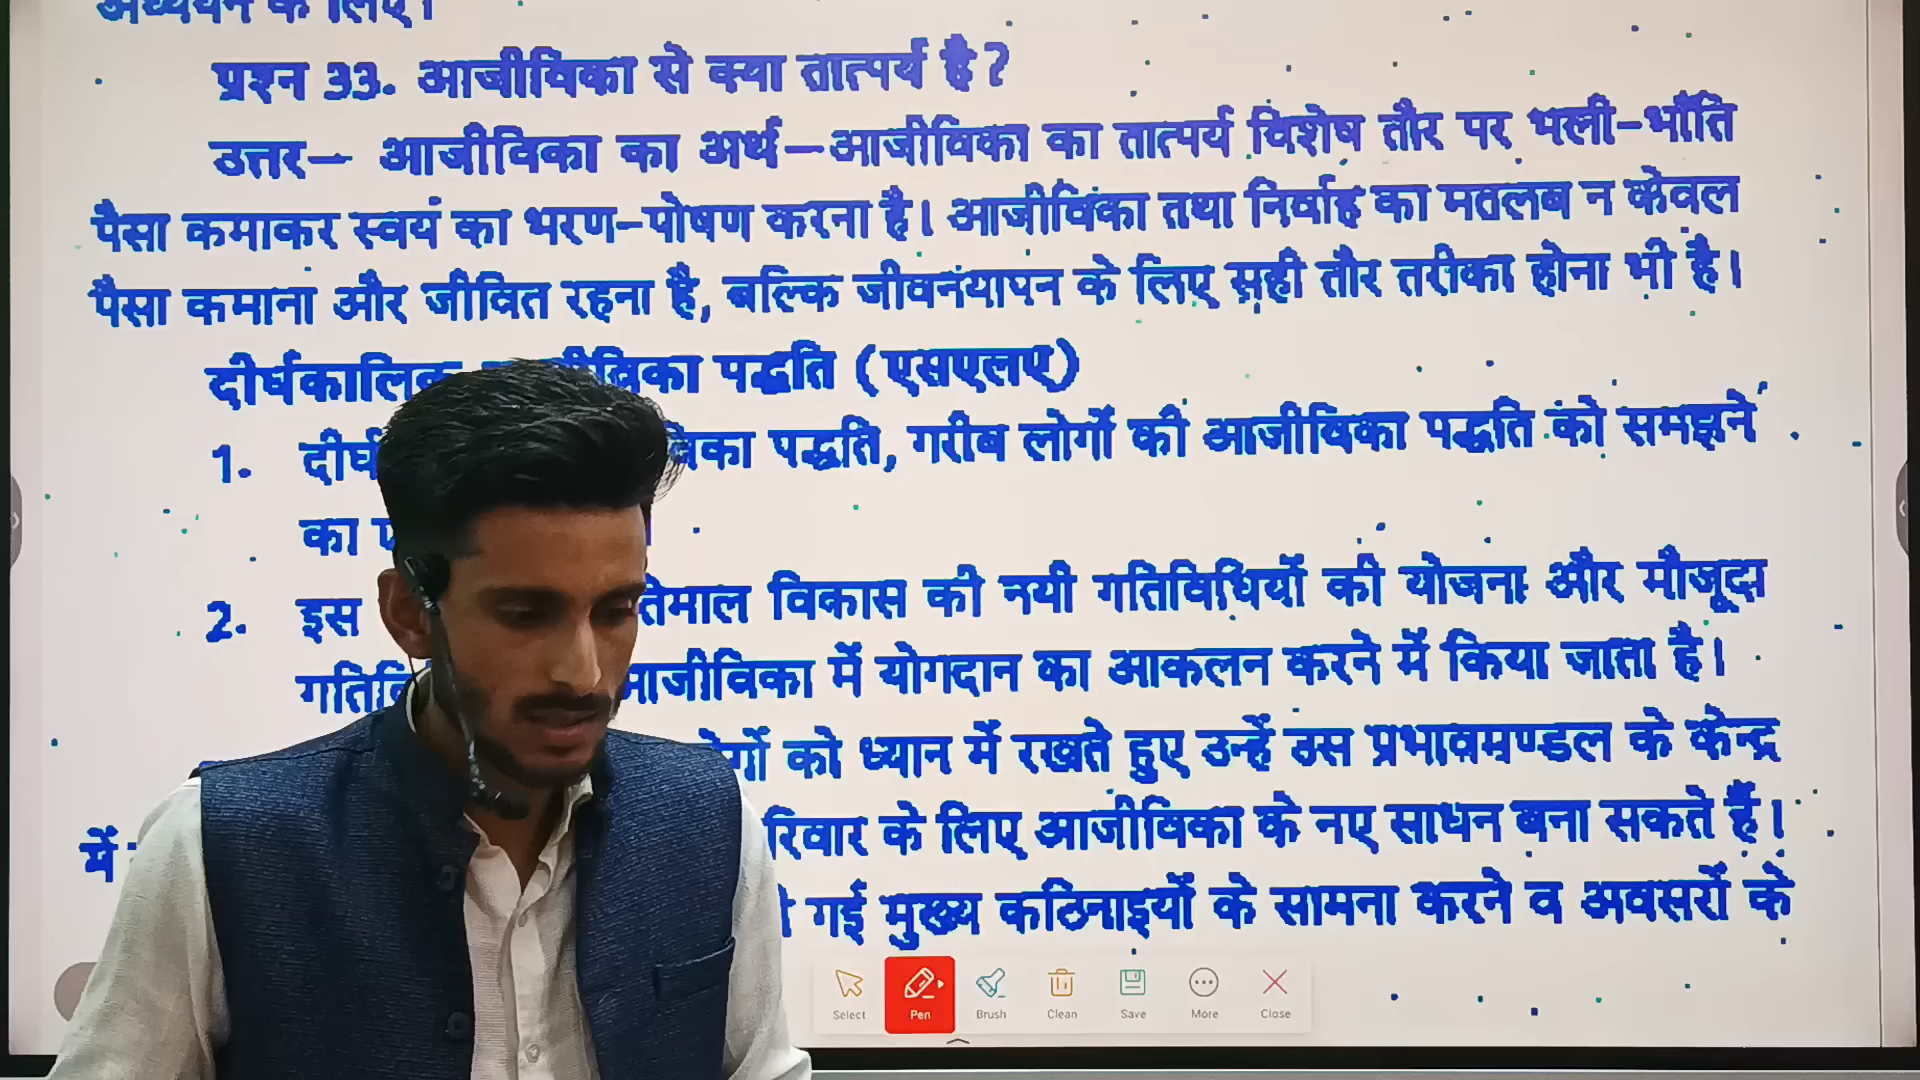 के लिए।
प्रश्न 33. आजीविका से क्या तात्पर्य है?
उत्तर– आजीविका का अर्थ–आजीविका का तात्पर्य विशेष तौर पर भली-भाँति
पैसा कमाकर स्वयं का भरण-पोषण करना है। आजीविका तथा निर्वाह का मतलब न केवल
पैसा कमाना और जीवित रहना है, बल्कि जीवनयापन के लिए सही तौर तरीका होना भी है।
दीर्घकालिक पद्धति (एसएलए)
1. पद्धति, गरीब लोगों की आजीविका पद्धति को समझने
का
2. इस विकास की नयी गतिविधियों की योजना और मौजूदा
आजीविका में योगदान का आकलन करने में किया जाता है।
को ध्यान में रखते हुए उन्हें उस प्रभावमण्डल के केन्द्र
में के लिए आजीविका के नए साधन बना सकते हैं।
गई मुख्य कठिनाइयों के सामना करने व अवसरों के
Select Pen Brush Clean Save More Close